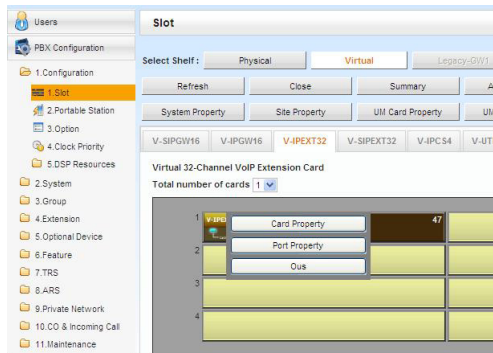 Users
Slot
PBX Configuration
1.Configuration
1.Slot
2.Portable Station
3.Option
4.Clock Priority
5.DSP Resources
2.System
3.Group
4.Extension
5.Optional Device
6.Feature
7.TRS
8.ARS
9.Private Network
10.CO & Incoming Call
11.Maintenance
Select Shelf : Physical Virtual Legacy-GW1
Refresh Close Summary A
System Property Site Property UM Card Property UM
V-SIPGW16 V-IPGW16 V-IPEXT32 V-SIPEXT32 V-IPCS4 V-UT
Virtual 32-Channel VoIP Extension Card
Total number of cards 1
1 V-IPE 47
Card Property
Port Property
2
Ous
3
4